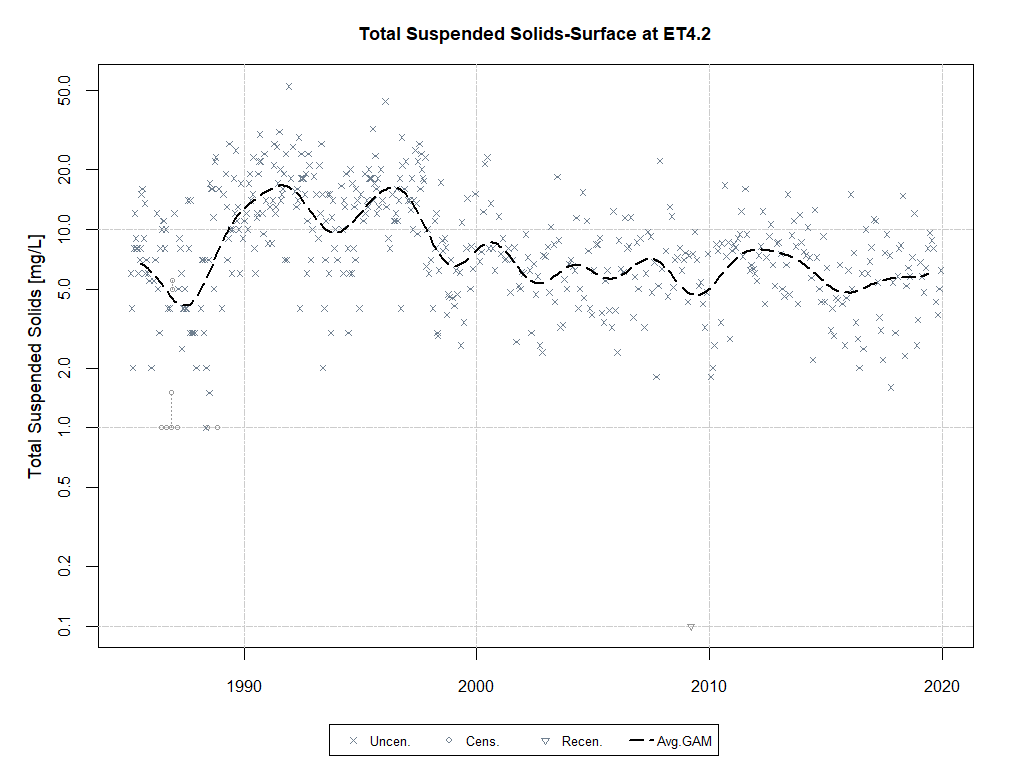 Total Suspended Solids-Surface at ET4.2
Total Suspended Solids [mg/L]
50.0
20.0
10.0
5.0
2.0
1.0
0.5
0.2
0.1
1990 2000 2010 2020
Uncen. Cens. Recen. Avg.GAM